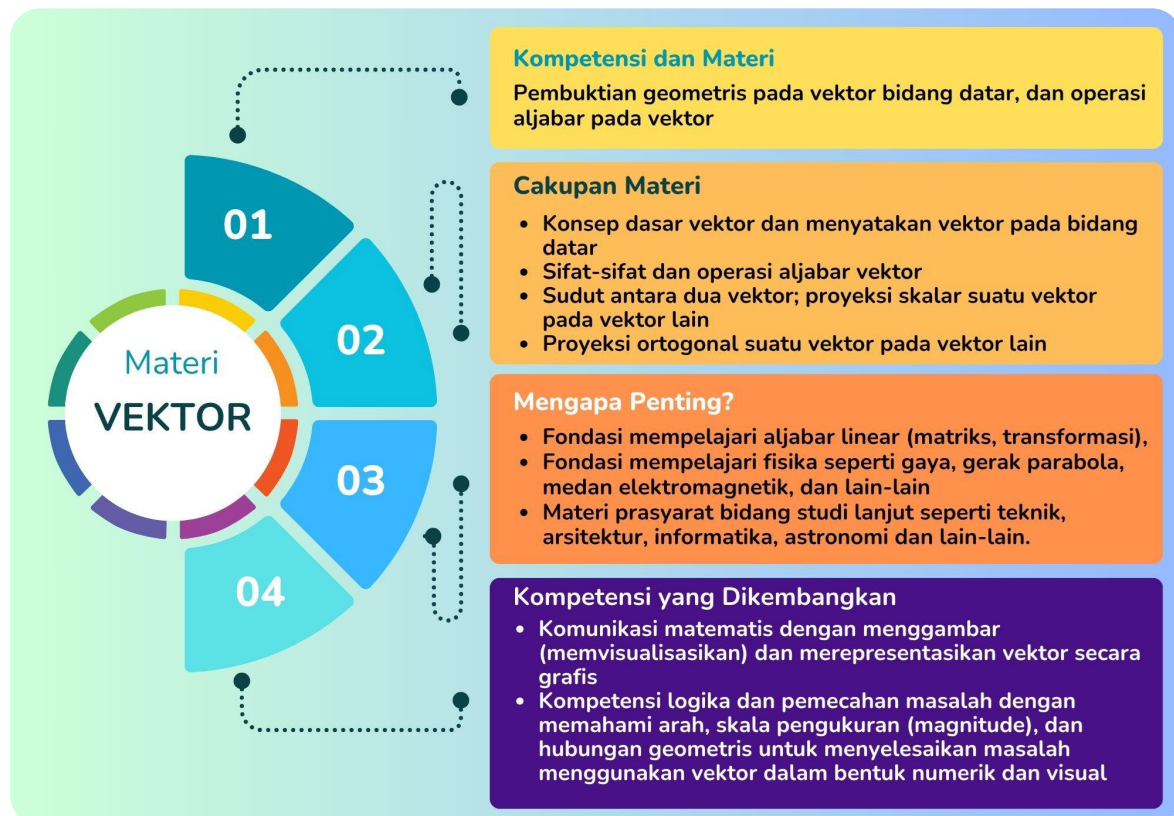 Materi
VEKTOR
01
02
03
04
Kompetensi dan Materi
Pembuktian geometris pada vektor bidang datar, dan operasi
aljabar pada vektor
Cakupan Materi
• Konsep dasar vektor dan menyatakan vektor pada bidang
datar
• Sifat-sifat dan operasi aljabar vektor
• Sudut antara dua vektor; proyeksi skalar suatu vektor
pada vektor lain
• Proyeksi ortogonal suatu vektor pada vektor lain
Mengapa Penting?
• Fondasi mempelajari aljabar linear (matriks, transformasi),
• Fondasi mempelajari fisika seperti gaya, gerak parabola,
medan elektromagnetik, dan lain-lain
• Materi prasyarat bidang studi lanjut seperti teknik,
arsitektur, informatika, astronomi dan lain-lain.
Kompetensi yang Dikembangkan
• Komunikasi matematis dengan menggambar
(memvisualisasikan) dan merepresentasikan vektor secara
grafis
• Kompetensi logika dan pemecahan masalah dengan
memahami arah, skala pengukuran (magnitude), dan
hubungan geometris untuk menyelesaikan masalah
menggunakan vektor dalam bentuk numerik dan visual